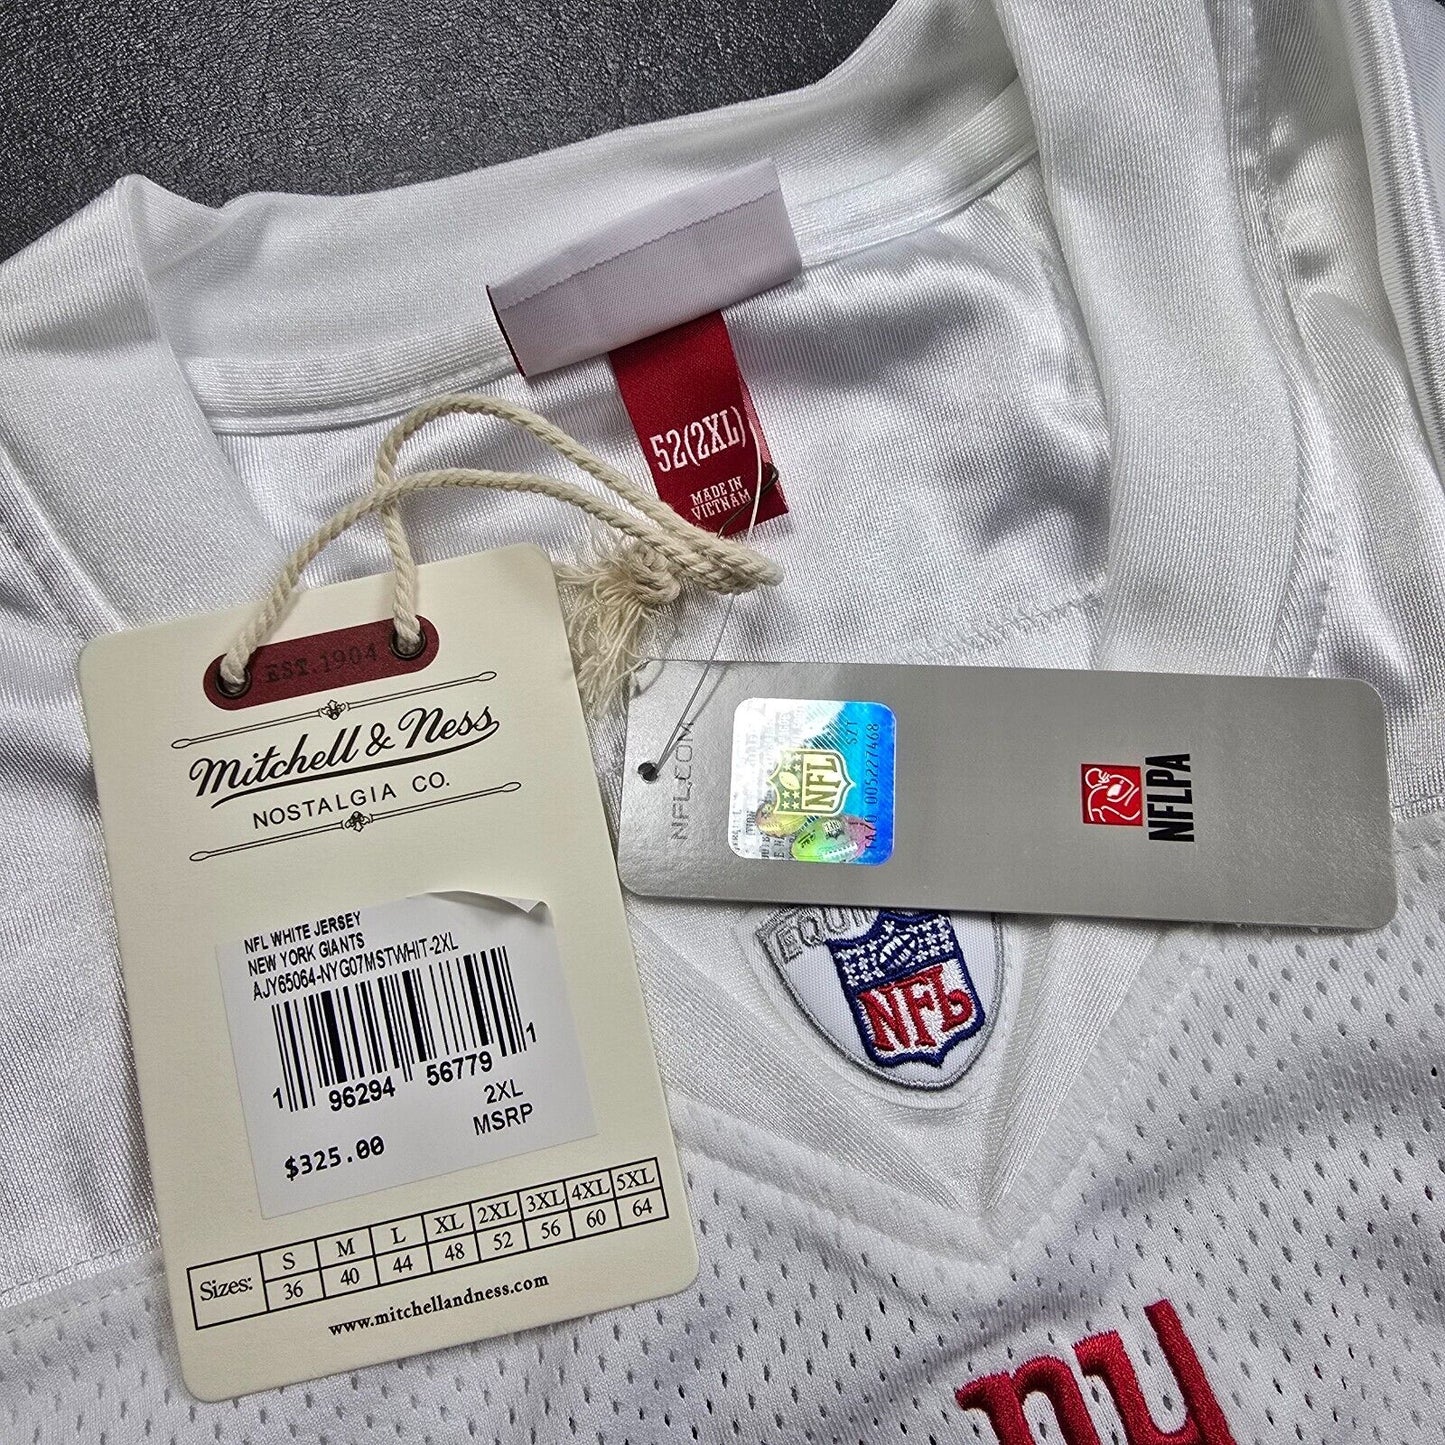 52(2XL)
MADE IN
VIETNAM
EST. 1904
Mitchell & Ness
NOSTALGIA CO.
NFL WHITE JERSEY
NEW YORK GIANTS
AJY65064-NYG07MSTWHIT-2XL
1 96294 56779 1
2XL
$325.00 MSRP
Sizes: S M L XL 2XL 3XL 4XL 5XL
36 40 44 48 52 56 60 64
www.mitchellandness.com
NFL.COM
NFL
005227468
NFLPA
EQUI
NFL
ny